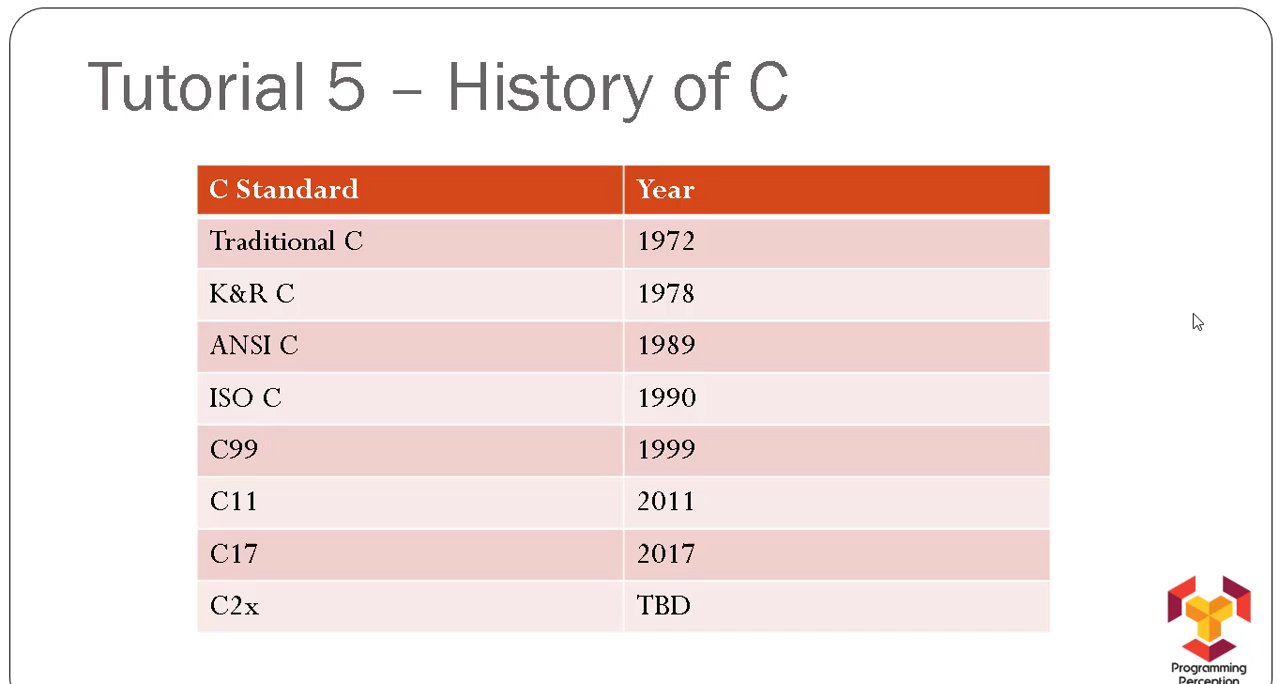 Tutorial 5 – History of C
C Standard Year
Traditional C 1972
K&R C 1978
ANSI C 1989
ISO C 1990
C99 1999
C11 2011
C17 2017
C2x TBD
Programming
Perception